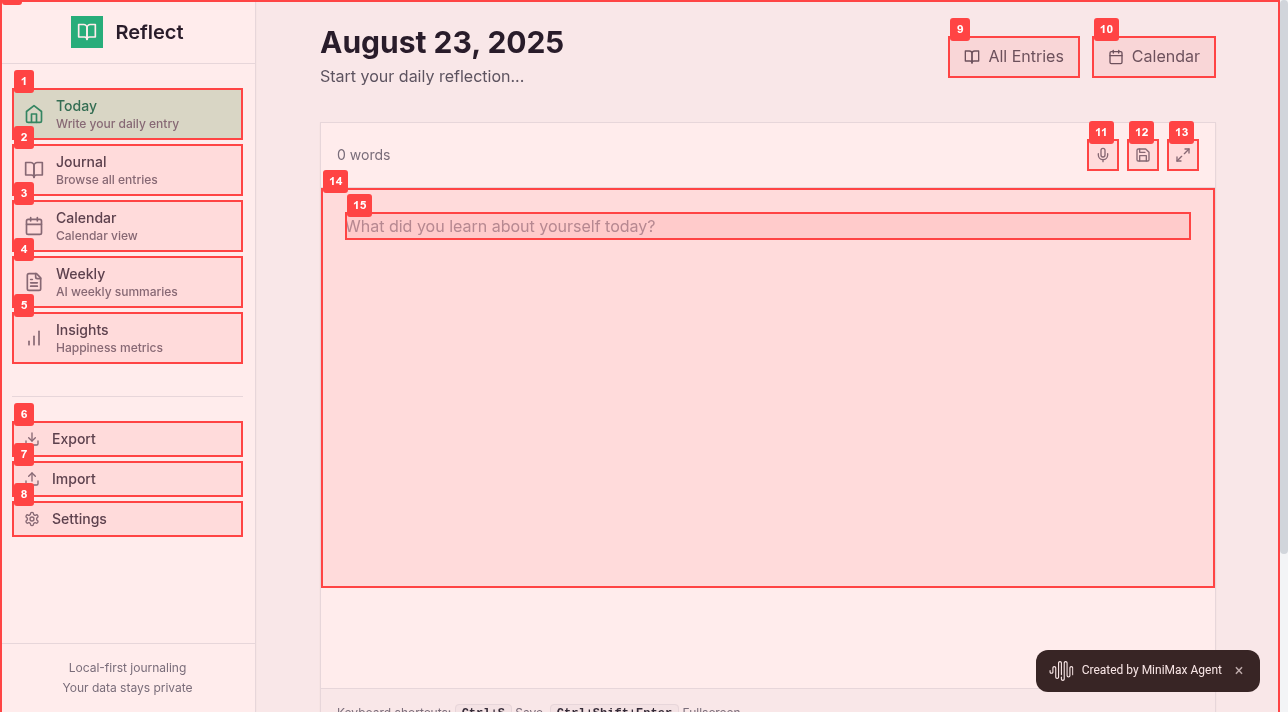 Reflect
1
Today
Write your daily entry
2
Journal
Browse all entries
3
Calendar
Calendar view
4
Weekly
AI weekly summaries
5
Insights
Happiness metrics
6
Export
7
Import
8
Settings
Local-first journaling
Your data stays private
August 23, 2025
Start your daily reflection...
9
All Entries
10
Calendar
0 words
11
12
13
14
15
What did you learn about yourself today?
Keyboard shortcuts: Ctrl+S Save, Ctrl+Shift+Enter Fullscreen
Created by MiniMax Agent ×